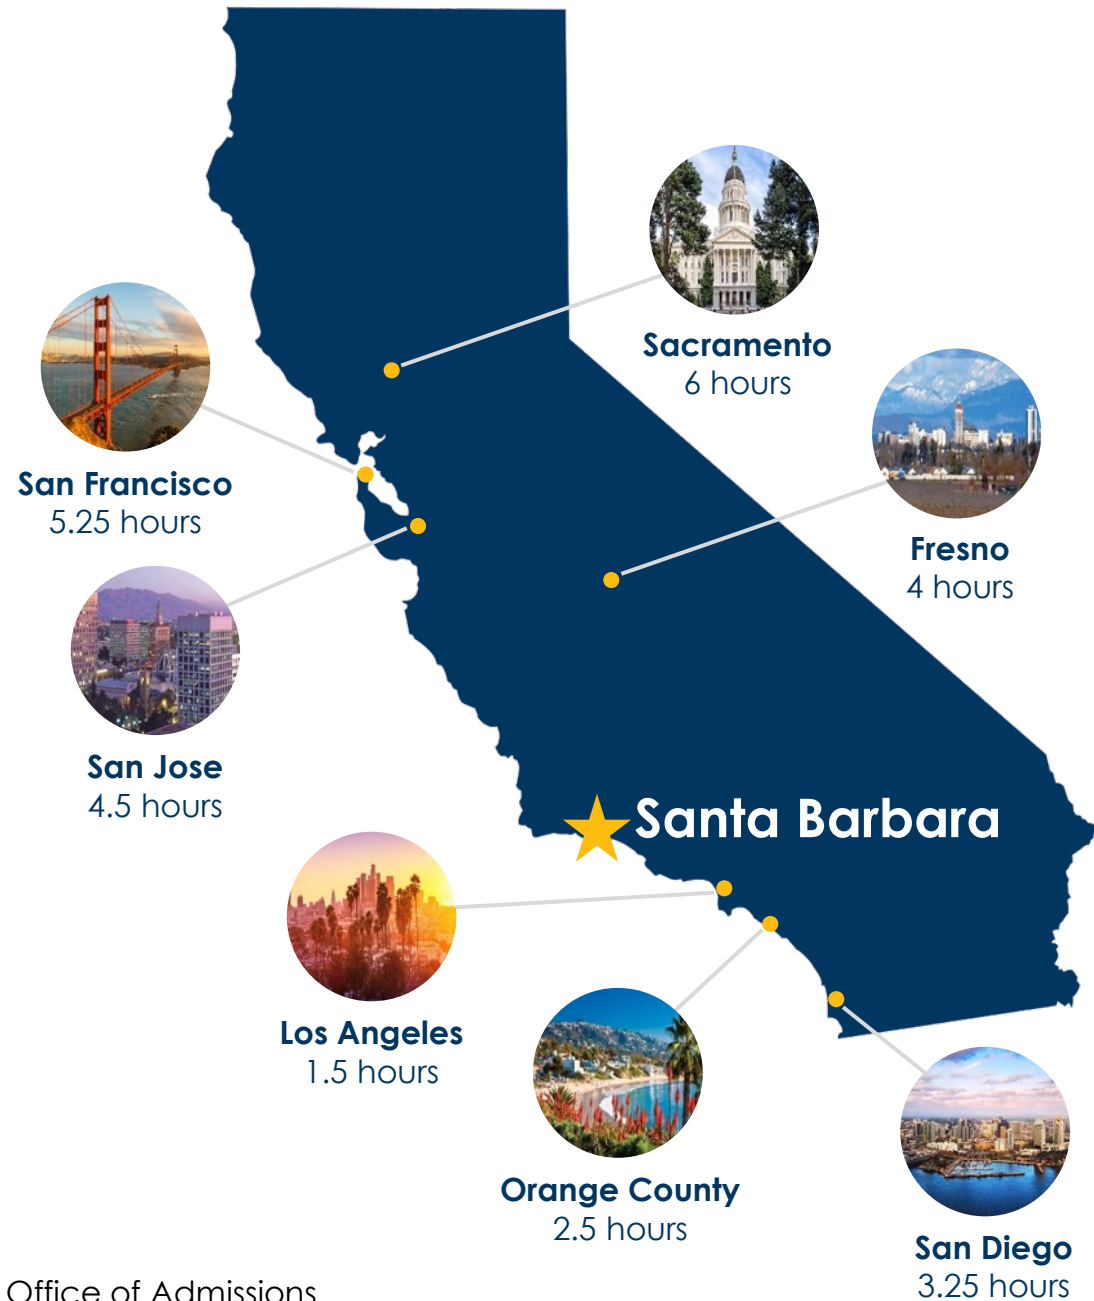 Sacramento
6 hours
San Francisco
5.25 hours
Fresno
4 hours
San Jose
4.5 hours
Santa Barbara
Los Angeles
1.5 hours
Orange County
2.5 hours
San Diego
3.25 hours
Office of Admissions